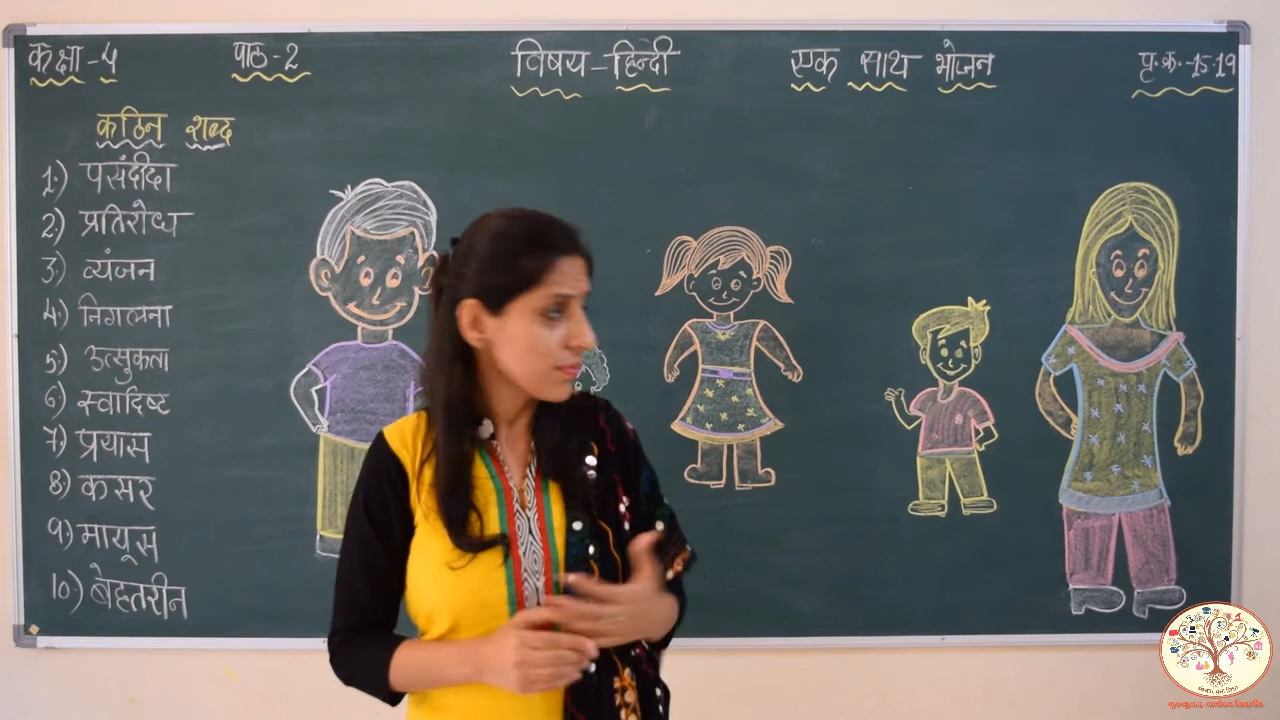 कक्षा-4 पाठ-2 विषय-हिन्दी एक साथ भोजन पृ.क्र.-15,19
कठिन शब्द
1.) पसंदीदा
2.) प्रतिरोध
3.) व्यंजन
4.) निगलना
5.) उत्सुकता
6.) स्वादिष्ट
7.) प्रयास
8.) कसर
9.) मायूस
10.) बेहतरीन